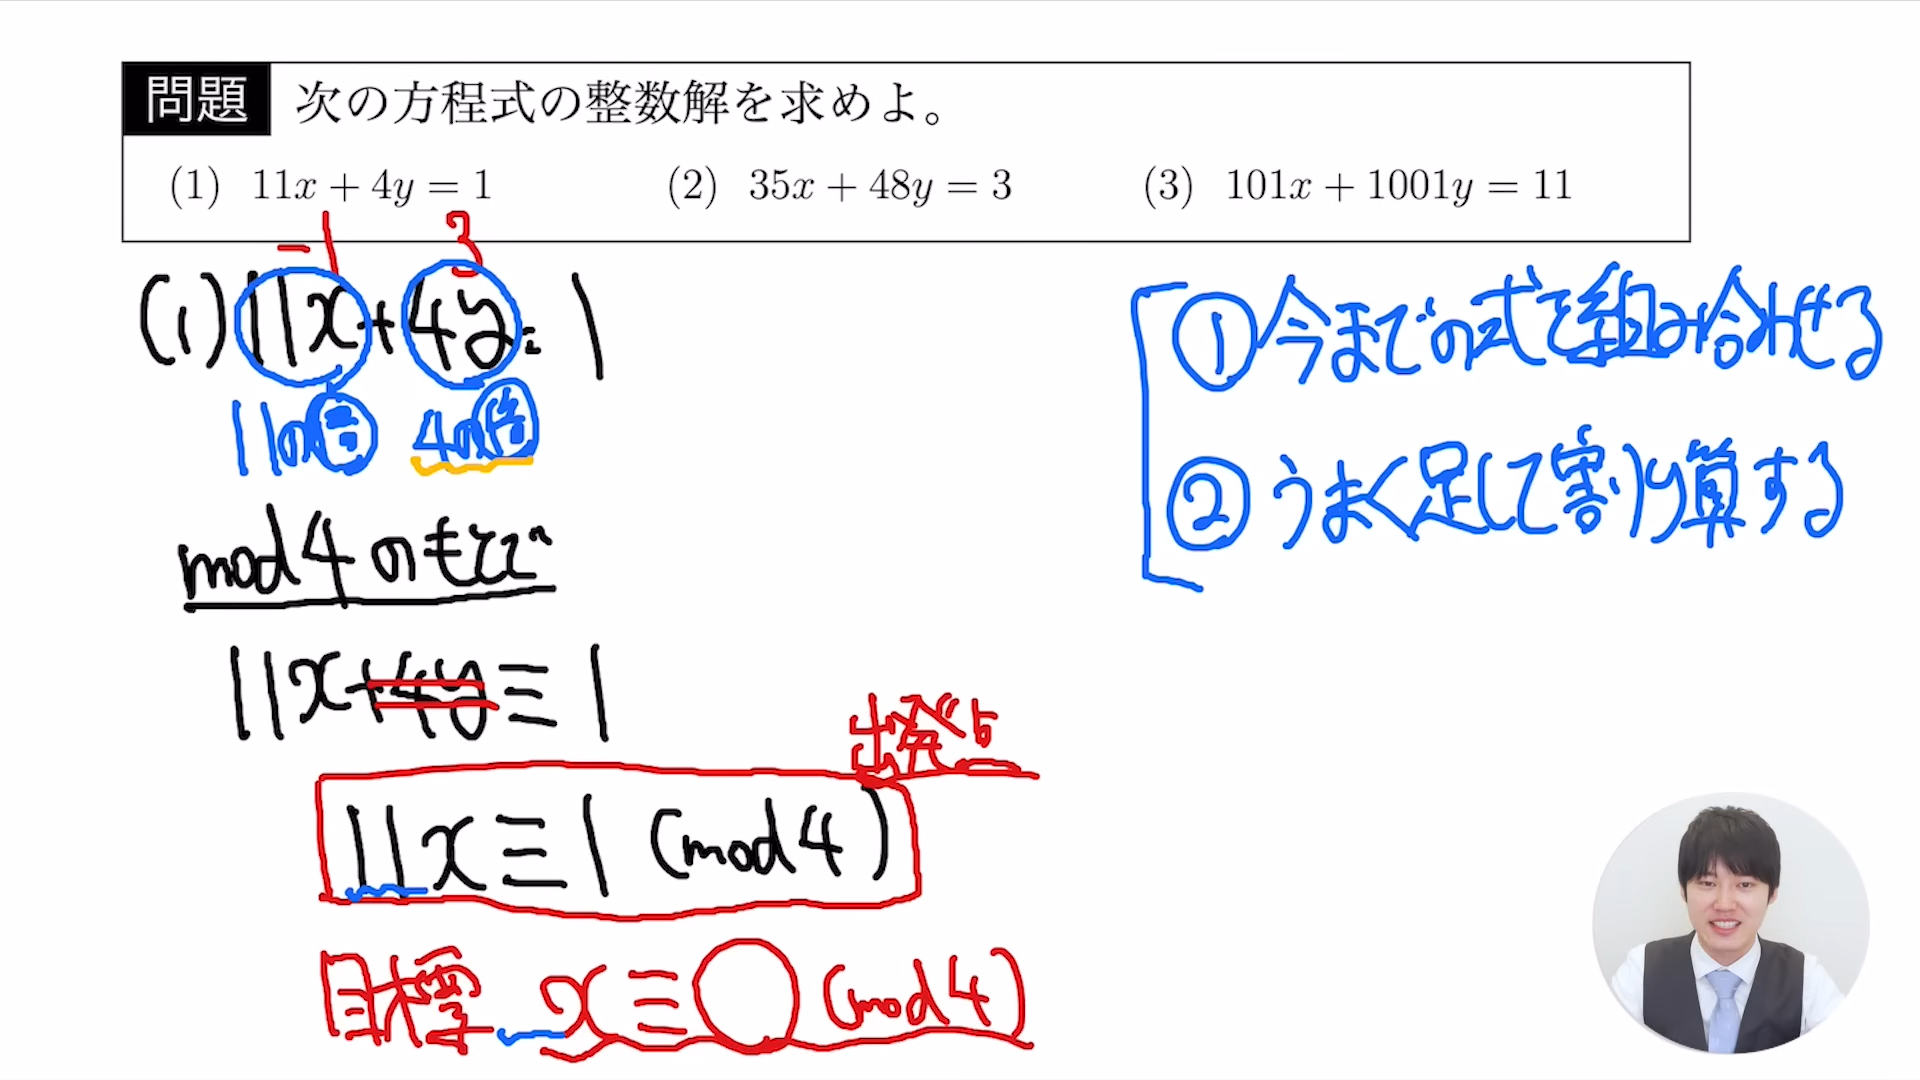 問題 次の方程式の整数解を求めよ。
(1) 11x + 4y = 1 (2) 35x + 48y = 3 (3) 101x + 1001y = 11
-1 3
(1) 11x+4y=1
11の倍 4の倍
mod4のもとで
11x+4y≡1
出発点
11x≡1 (mod4)
目標 x≡○ (mod4)
①今までの式を組み合わせる
②うまく足して割り算する